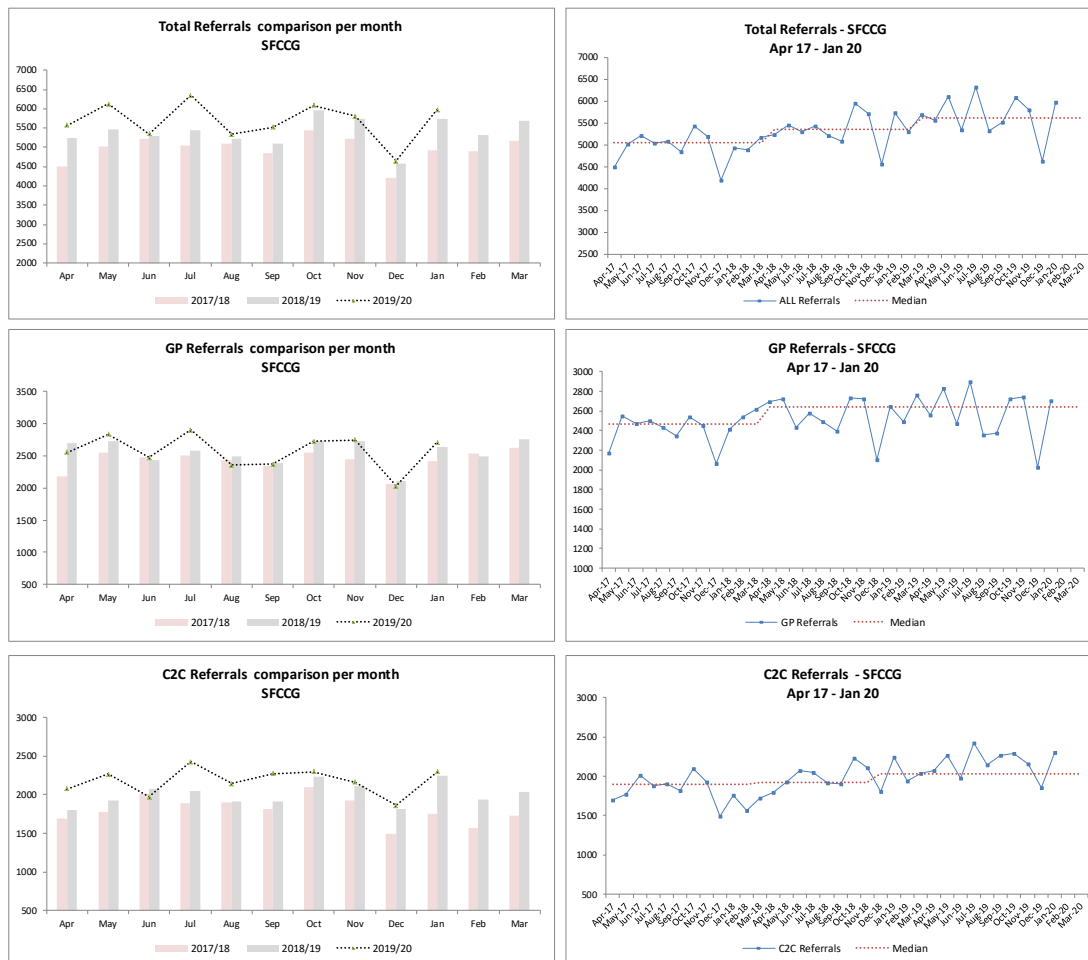 Total Referrals comparison per month
SFCCG
7000
6500
6000
5500
5000
4500
4000
3500
3000
2500
2000
Apr May Jun Jul Aug Sep Oct Nov Dec Jan Feb Mar
2017/18 2018/19 2019/20
Total Referrals - SFCCG
Apr 17 - Jan 20
7000
6500
6000
5500
5000
4500
4000
3500
3000
2500
Apr-17 May-17 Jun-17 Jul-17 Aug-17 Sep-17 Oct-17 Nov-17 Dec-17 Jan-18 Feb-18 Mar-18 Apr-18 May-18 Jun-18 Jul-18 Aug-18 Sep-18 Oct-18 Nov-18 Dec-18 Jan-19 Feb-19 Mar-19 Apr-19 May-19 Jun-19 Jul-19 Aug-19 Sep-19 Oct-19 Nov-19 Dec-19 Jan-20 Feb-20 Mar-20
ALL Referrals Median
GP Referrals comparison per month
SFCCG
3500
3000
2500
2000
1500
1000
500
Apr May Jun Jul Aug Sep Oct Nov Dec Jan Feb Mar
2017/18 2018/19 2019/20
GP Referrals - SFCCG
Apr 17 - Jan 20
3000
2800
2600
2400
2200
2000
1800
1600
1400
1200
1000
Apr-17 May-17 Jun-17 Jul-17 Aug-17 Sep-17 Oct-17 Nov-17 Dec-17 Jan-18 Feb-18 Mar-18 Apr-18 May-18 Jun-18 Jul-18 Aug-18 Sep-18 Oct-18 Nov-18 Dec-18 Jan-19 Feb-19 Mar-19 Apr-19 May-19 Jun-19 Jul-19 Aug-19 Sep-19 Oct-19 Nov-19 Dec-19 Jan-20 Feb-20 Mar-20
GP Referrals Median
C2C Referrals comparison per month
SFCCG
3000
2500
2000
1500
1000
500
Apr May Jun Jul Aug Sep Oct Nov Dec Jan Feb Mar
2017/18 2018/19 2019/20
C2C Referrals - SFCCG
Apr 17 - Jan 20
3000
2500
2000
1500
1000
500
Apr-17 May-17 Jun-17 Jul-17 Aug-17 Sep-17 Oct-17 Nov-17 Dec-17 Jan-18 Feb-18 Mar-18 Apr-18 May-18 Jun-18 Jul-18 Aug-18 Sep-18 Oct-18 Nov-18 Dec-18 Jan-19 Feb-19 Mar-19 Apr-19 May-19 Jun-19 Jul-19 Aug-19 Sep-19 Oct-19 Nov-19 Dec-19 Jan-20 Feb-20 Mar-20
C2C Referrals Median